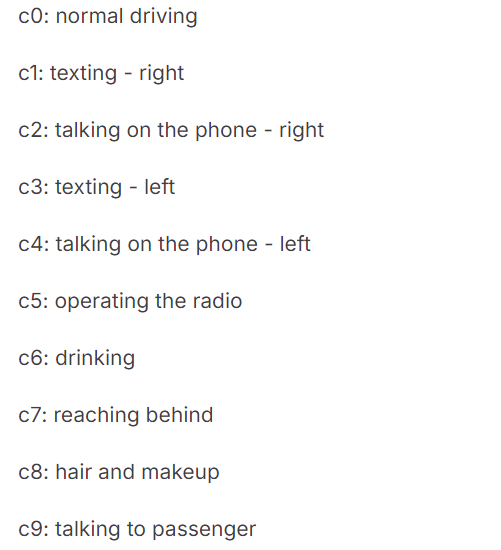 c0: normal driving
c1: texting - right
c2: talking on the phone - right
c3: texting - left
c4: talking on the phone - left
c5: operating the radio
c6: drinking
c7: reaching behind
c8: hair and makeup
c9: talking to passenger